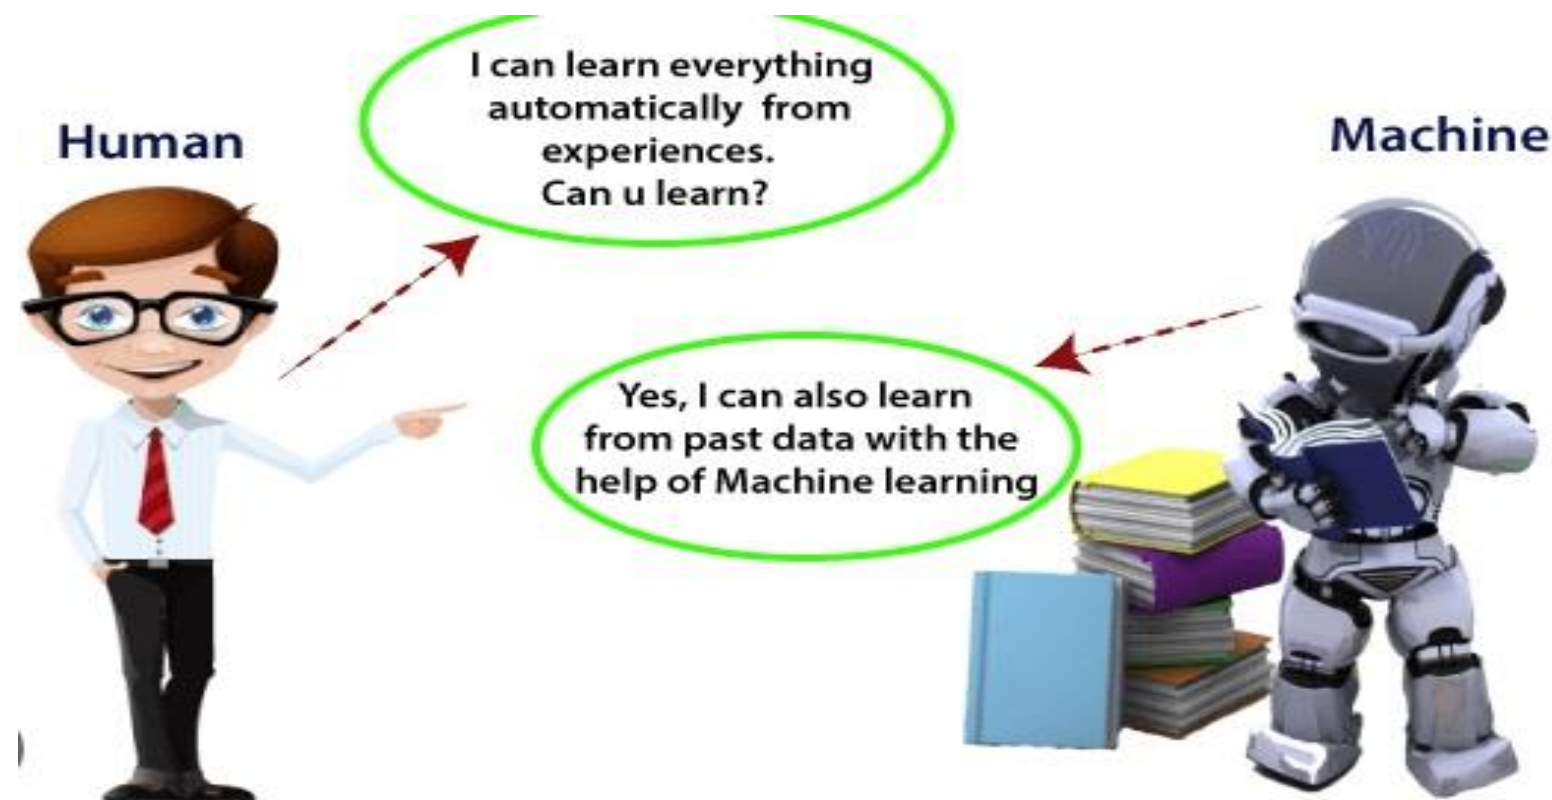 Human
I can learn everything
automatically from
experiences.
Can u learn?
Machine
Yes, I can also learn
from past data with the
help of Machine learning